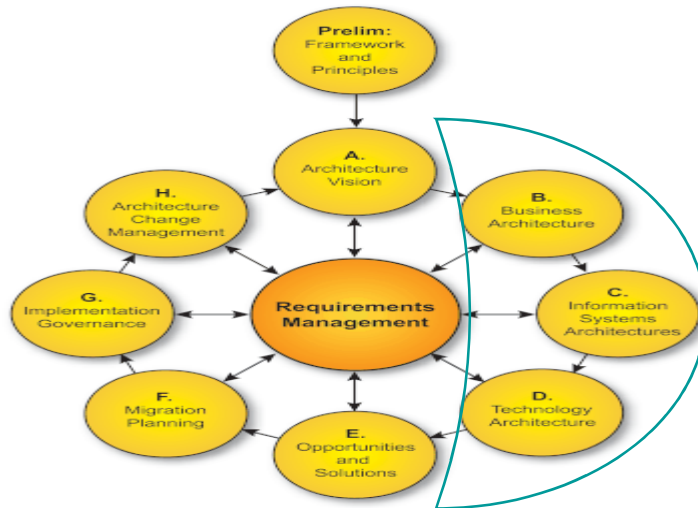 Prelim:
Framework
and
Principles
A.
Architecture
Vision
B.
Business
Architecture
C.
Information
Systems
Architectures
D.
Technology
Architecture
E.
Opportunities
and
Solutions
F.
Migration
Planning
G.
Implementation
Governance
H.
Architecture
Change
Management
Requirements
Management